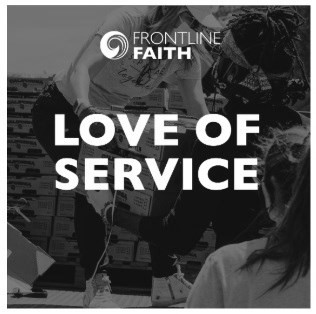 FRONTLINE
FAITH
LOVE OF
SERVICE